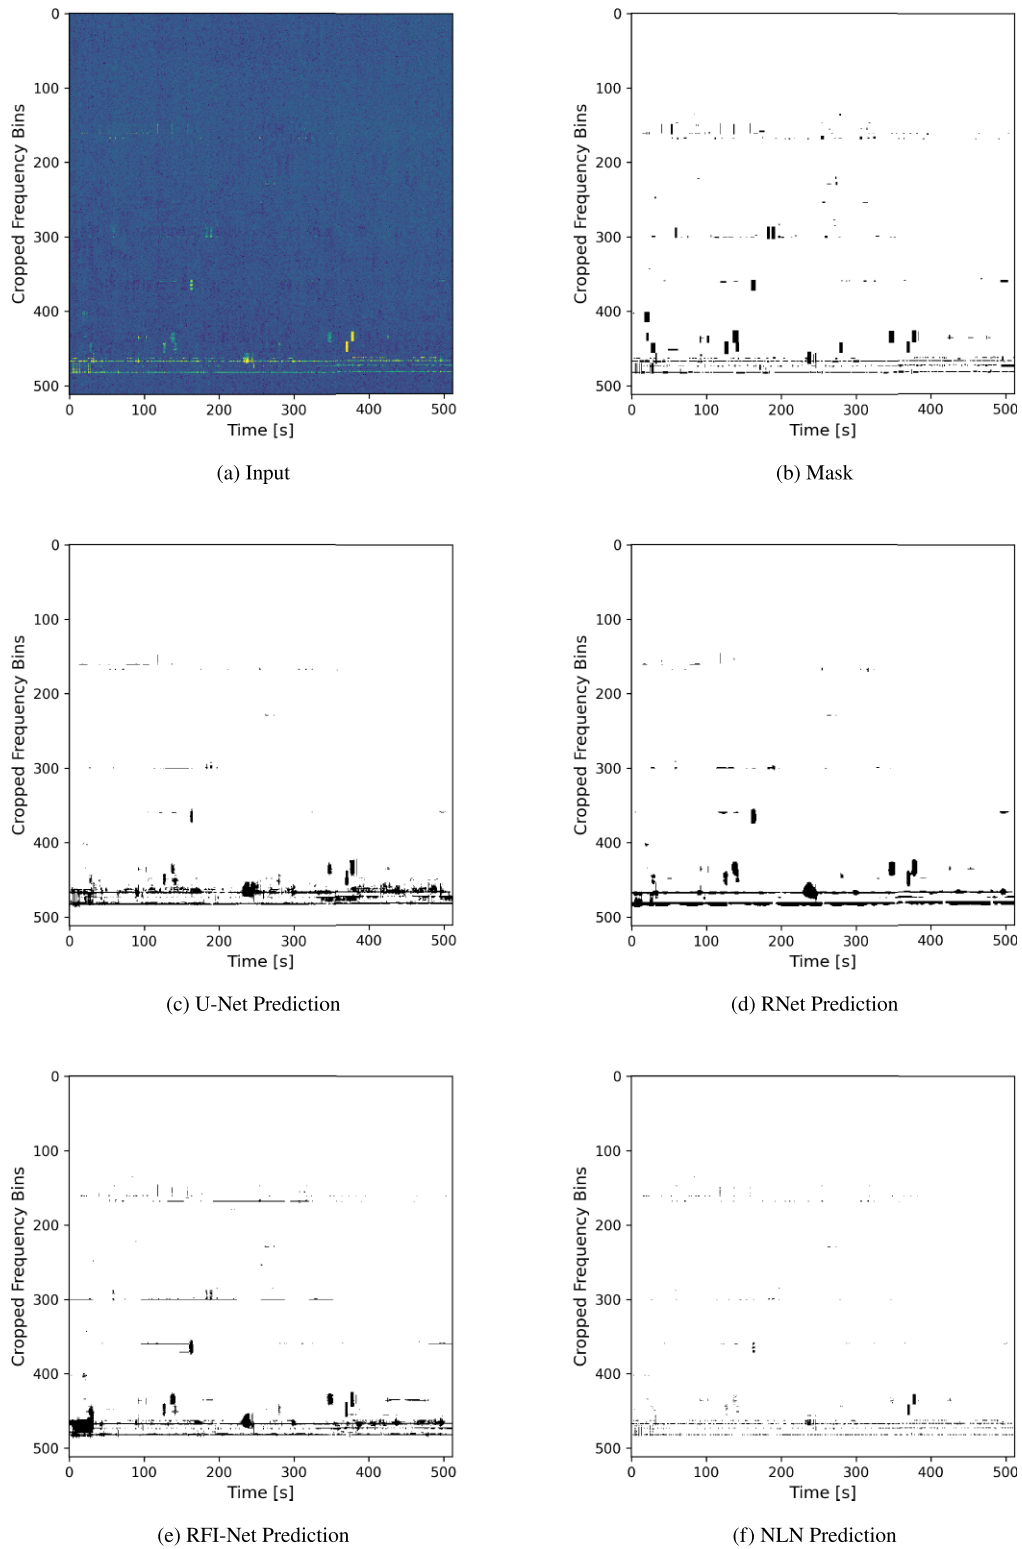 0
100
200
300
400
500
Cropped Frequency Bins
0 100 200 300 400 500
Time [s]
(a) Input
0
100
200
300
400
500
Cropped Frequency Bins
0 100 200 300 400 500
Time [s]
(b) Mask
0
100
200
300
400
500
Cropped Frequency Bins
0 100 200 300 400 500
Time [s]
(c) U-Net Prediction
0
100
200
300
400
500
Cropped Frequency Bins
0 100 200 300 400 500
Time [s]
(d) RNet Prediction
0
100
200
300
400
500
Cropped Frequency Bins
0 100 200 300 400 500
Time [s]
(e) RFI-Net Prediction
0
100
200
300
400
500
Cropped Frequency Bins
0 100 200 300 400 500
Time [s]
(f) NLN Prediction